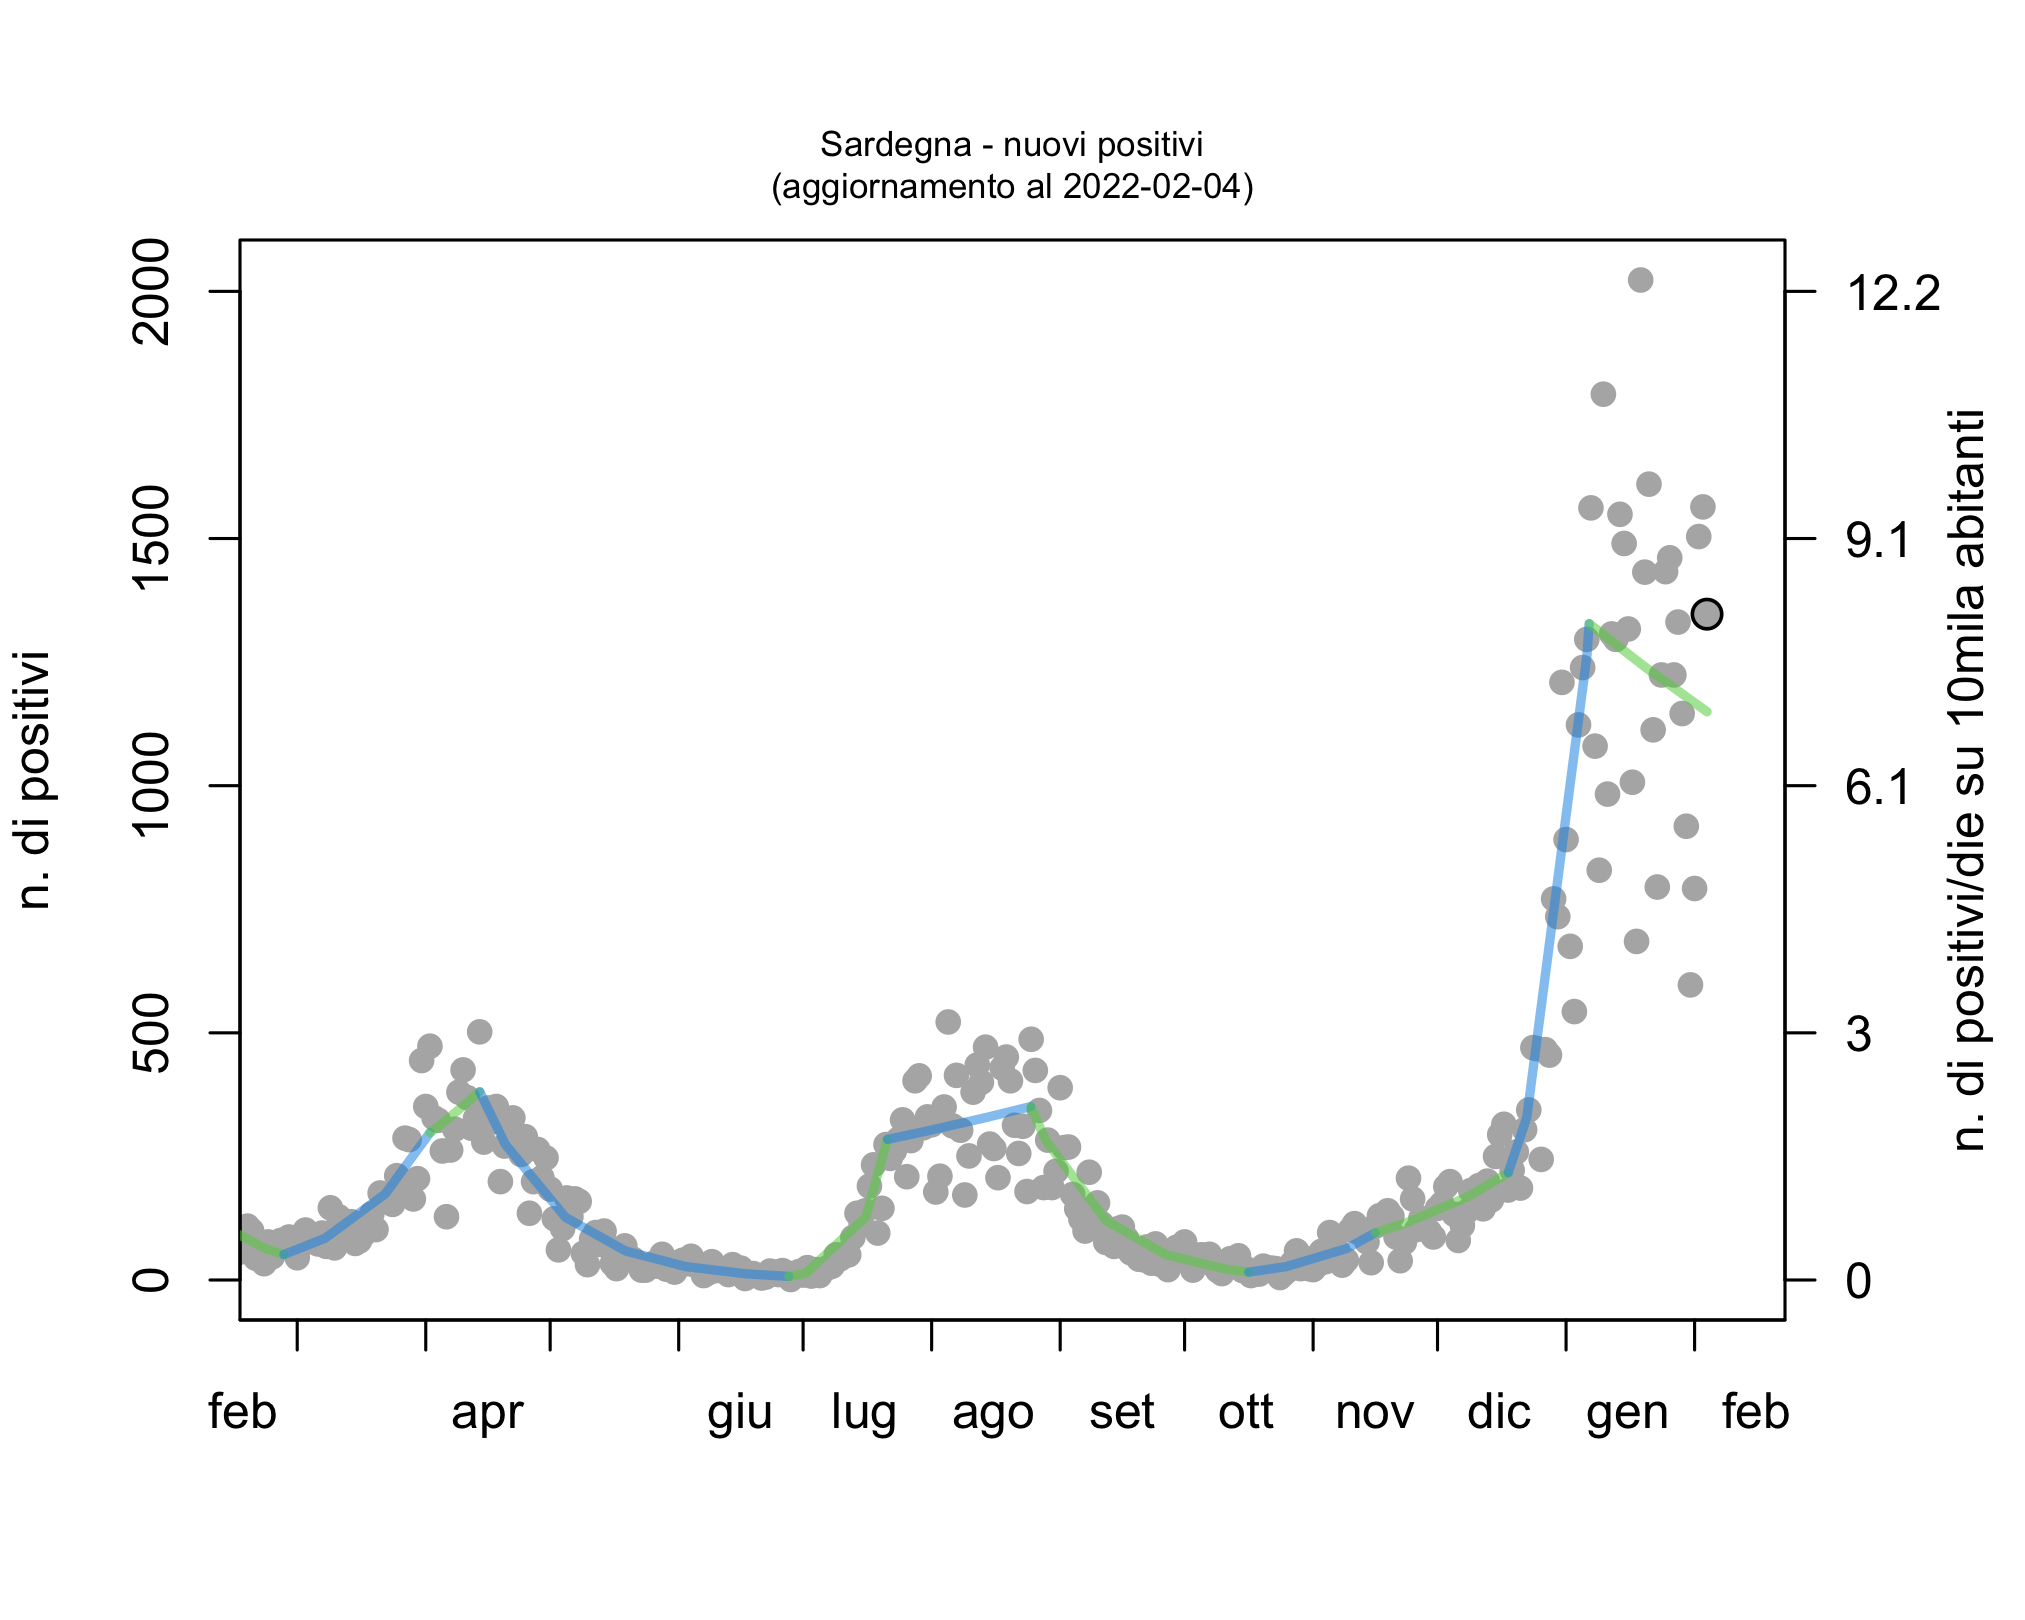 Sardegna - nuovi positivi
(aggiornamento al 2022-02-04)
n. di positivi
2000
1500
1000
500
0
12.2
9.1
6.1
3
0
n. di positivi/die su 10mila abitanti
feb apr giu lug ago set ott nov dic gen feb